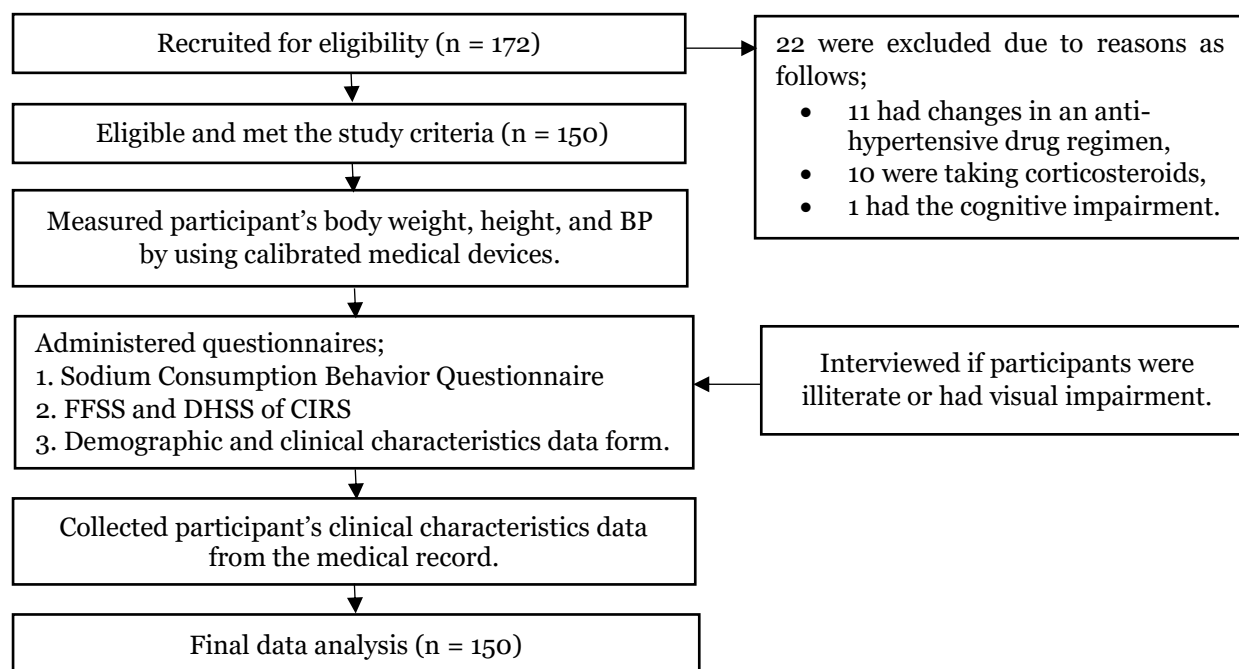 Recruited for eligibility (n = 172)
22 were excluded due to reasons as
follows;
• 11 had changes in an anti-
hypertensive drug regimen,
• 10 were taking corticosteroids,
• 1 had the cognitive impairment.
Eligible and met the study criteria (n = 150)
Measured participant’s body weight, height, and BP
by using calibrated medical devices.
Administered questionnaires;
1. Sodium Consumption Behavior Questionnaire
2. FFSS and DHSS of CIRS
3. Demographic and clinical characteristics data form.
Interviewed if participants were
illiterate or had visual impairment.
Collected participant’s clinical characteristics data
from the medical record.
Final data analysis (n = 150)